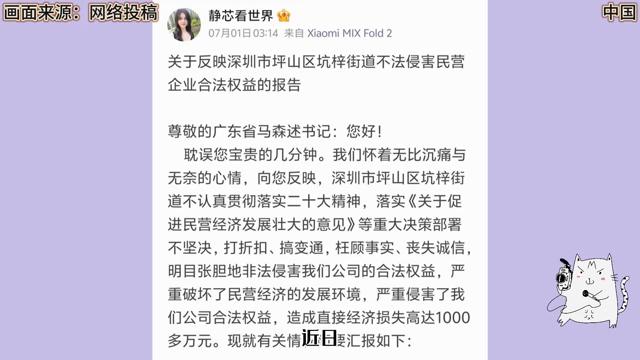 画面来源：网络投稿
中国
静芯看世界
07月01日 03:14 来自 Xiaomi MIX Fold 2
关于反映深圳市坪山区坑梓街道不法侵害民营
企业合法权益的报告
尊敬的广东省马森述书记：您好！
耽误您宝贵的几分钟。我们怀着无比沉痛与
无奈的心情，向您反映，深圳市坪山区坑梓街
道不认真贯彻落实二十大精神，落实《关于促
进民营经济发展壮大的意见》等重大决策部署
不坚决，打折扣、搞变通，枉顾事实、丧失诚信，
明目张胆地非法侵害我们公司的合法权益，严
重破坏了民营经济的发展环境，严重侵害了我
们公司合法权益，造成直接经济损失高达1000
多万元。现就有关情
要汇报如下：
近日